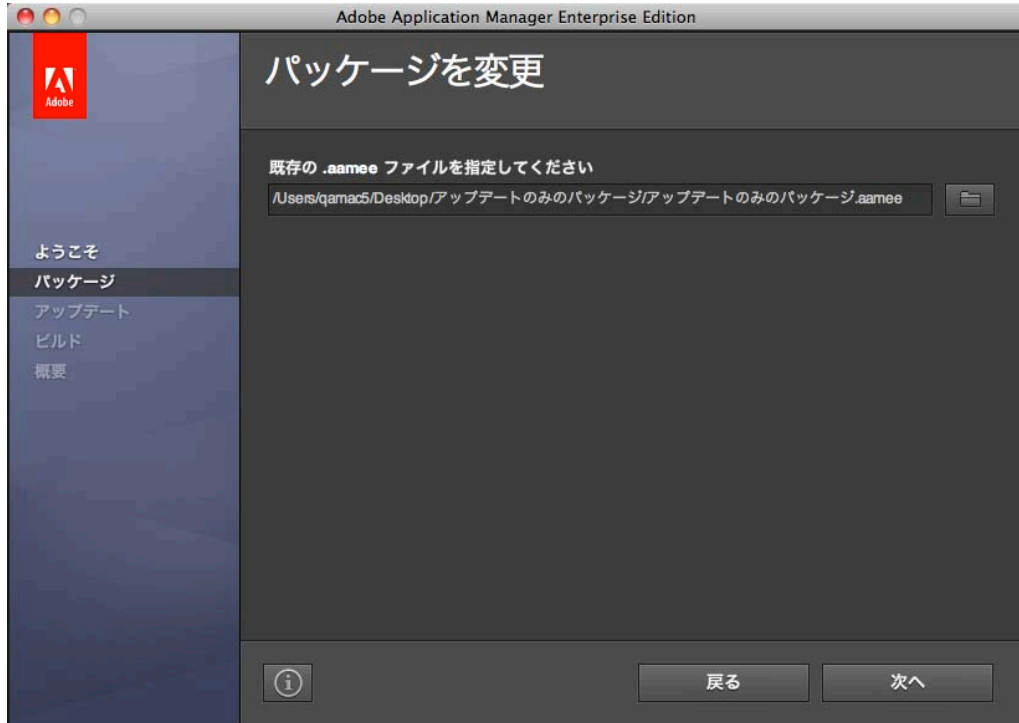 Adobe Application Manager Enterprise Edition
Adobe
パッケージを変更
既存の .aamee ファイルを指定してください
/Users/qamac5/Desktop/アップデートのみのパッケージ/アップデートのみのパッケージ.aamee
ようこそ
パッケージ
アップデート
ビルド
概要
戻る
次へ